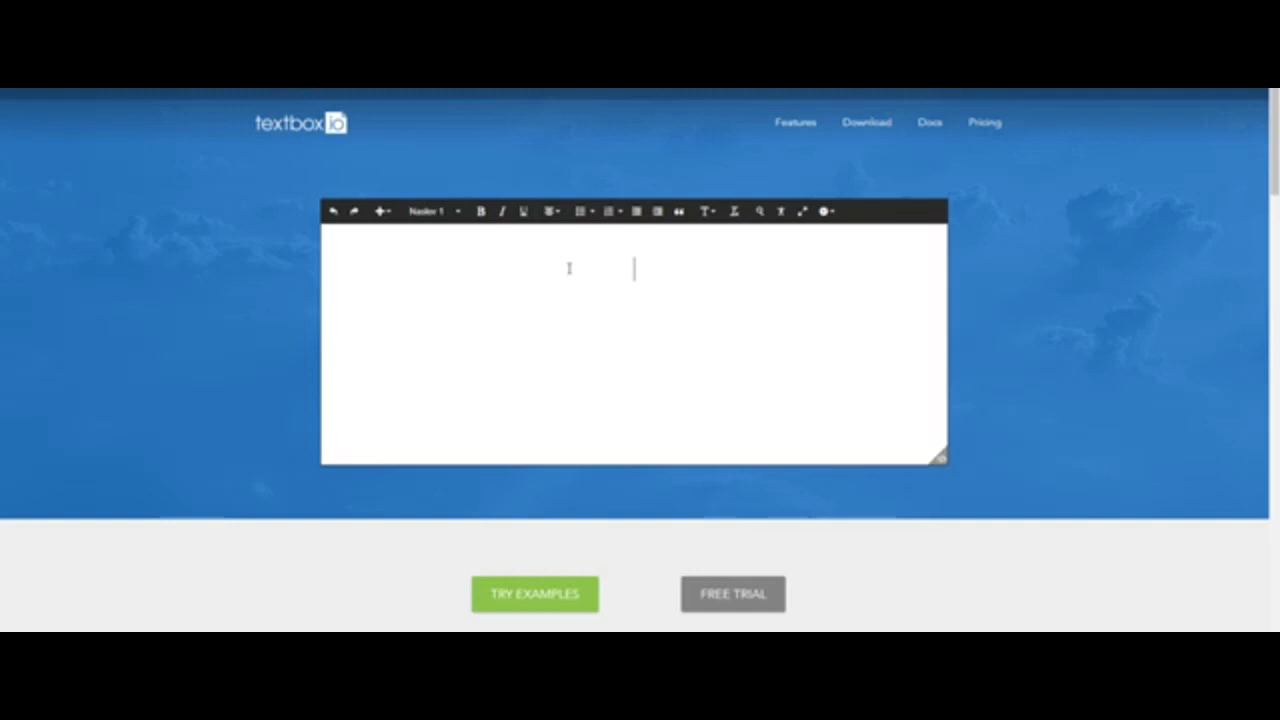 textbox io
Features Download Docs Pricing
B I U
TRY EXAMPLES FREE TRIAL